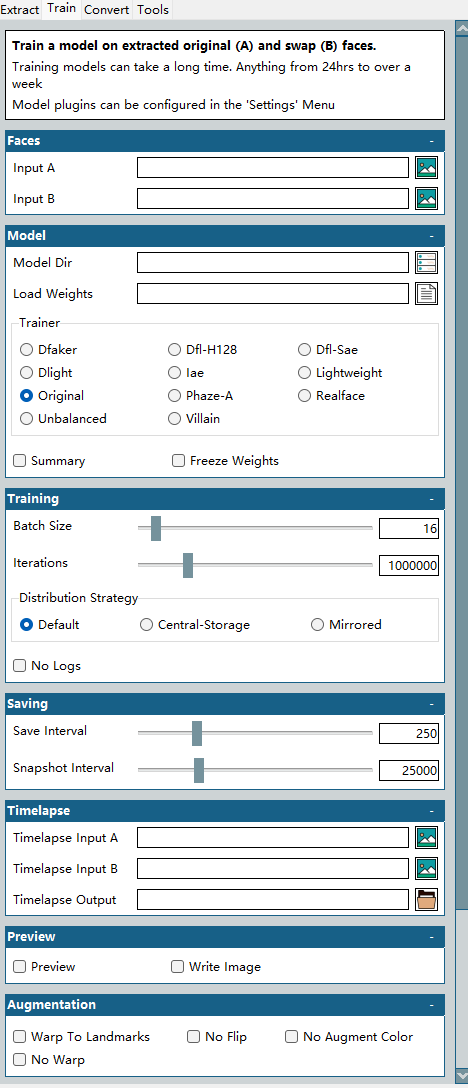 Extract Train Convert Tools
Train a model on extracted original (A) and swap (B) faces.
Training models can take a long time. Anything from 24hrs to over a
week
Model plugins can be configured in the 'Settings' Menu
Faces -
Input A
Input B
Model -
Model Dir
Load Weights
Trainer
Dfaker Dfl-H128 Dfl-Sae
Dlight Iae Lightweight
Original Phaze-A Realface
Unbalanced Villain
Summary Freeze Weights
Training -
Batch Size 16
Iterations 1000000
Distribution Strategy
Default Central-Storage Mirrored
No Logs
Saving -
Save Interval 250
Snapshot Interval 25000
Timelapse -
Timelapse Input A
Timelapse Input B
Timelapse Output
Preview -
Preview Write Image
Augmentation -
Warp To Landmarks No Flip No Augment Color
No Warp